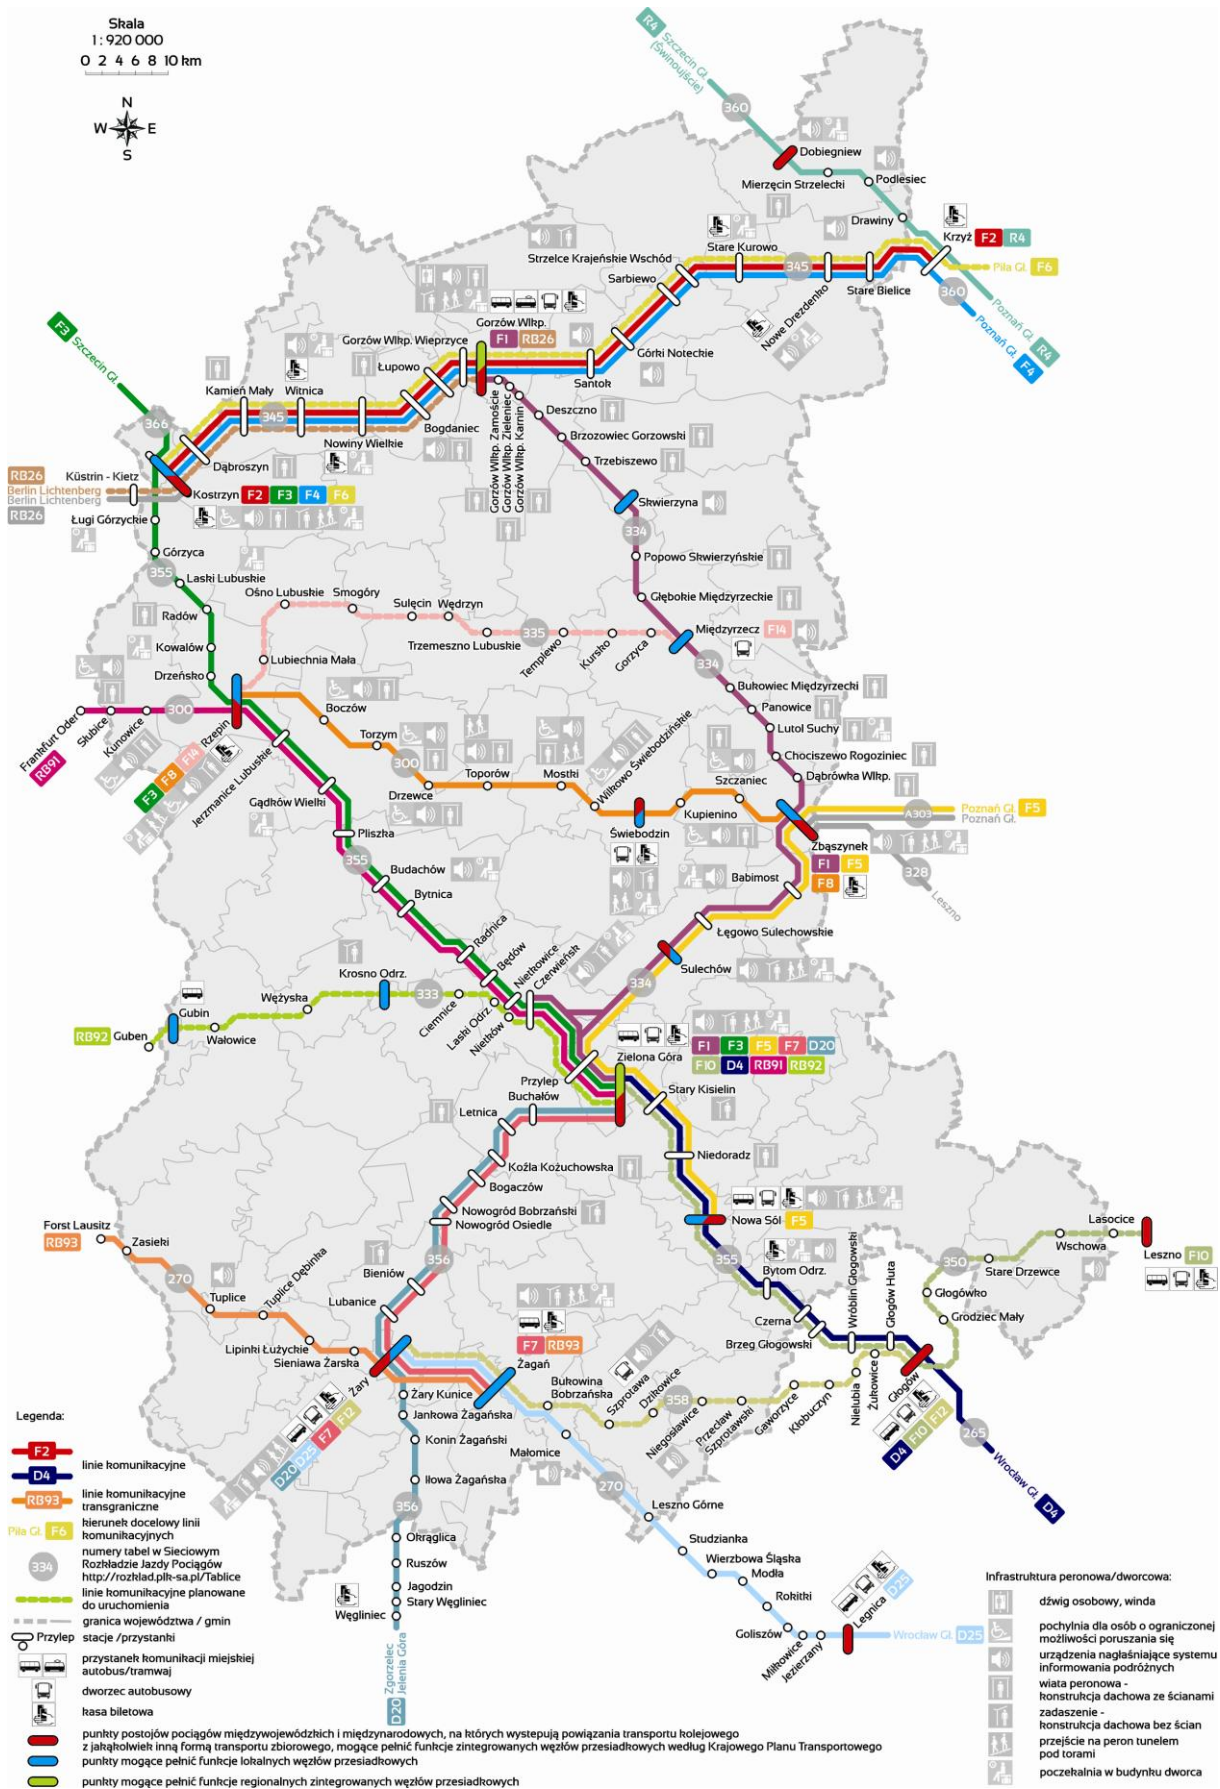 Skala
1 : 920 000
0 2 4 6 8 10 km
N
W E
S
R4 Szczecin Gł.
(Świnoujście)
360
Dobiegniew
Mierzęcin Strzelecki
Podlesiec
Drawiny
Krzyż F2 R4
Piła Gł. F6
360
Poznań Gł. R4
Poznań Gł. F4
Stare Kurowo
Strzelce Krajeńskie Wschód
Sarbiewo
345
Nowe Drezdenko
Stare Bielice
Górki Noteckie
Santok
Gorzów Wlkp.
F1 RB26
Gorzów Wlkp. Wieprzyce
Łupowo
Bogdaniec
Kamień Mały
Witnica
345
Nowiny Wielkie
Dąbroszyn
F3 Szczecin Gł.
366
Küstrin - Kietz
RB26
Berlin Lichtenberg
Berlin Lichtenberg
RB26
Kostrzyn F2 F3 F4 F6
Gorzów Wlkp. Zamoście
Gorzów Wlkp. Zieleniec
Gorzów Wlkp. Karnin
Deszczno
Brzozowiec Gorzowski
Trzebiszewo
Skwierzyna
334
Popowo Skwierzyńskie
Głębokie Międzyrzeckie
Międzyrzecz F14
334
Bukowiec Międzyrzecki
Panowice
Lutol Suchy
Chociszewo Rogoziniec
Dąbrówka Wlkp.
Ługi Górzyckie
Górzyca
355
Laski Lubuskie
Radów
Kowalów
Drzeńsko
Ośno Lubuskie
Smogóry
Sulęcin
Wędrzyn
Trzemeszno Lubuskie
335
Templewo
Kursko
Gorzyca
Lubiechnia Mała
Frankfurt Oder
RB91
Słubice
Kunowice
300
Rzepin
F3 F8 F14
Jerzmanice Lubuskie
Gądków Wielki
Pliszka
355
Budachów
Bytnica
Radnica
Będów
Nietkowice
Czerwieńsk
Boczów
Torzym
300
Drzewce
Toporów
Mostki
Wilkowo Świebodzińskie
Świebodzin
Kupienino
Szczaniec
Zbąszynek
F1 F5
F8
A303
Poznań Gł. F5
Poznań Gł.
328
Leszno
Babimost
Łęgowo Sulechowskie
Sulechów
334
Krosno Odrz.
333
Ciemnice
Laski Odrz.
Nietków
Wężyska
Gubin
Wałowice
RB92 Guben
Zielona Góra
F1 F3 F5 F7 D20
F10 D4 RB91 RB92
Przylep
Buchałów
Letnica
Koźla Kożuchowska
Bogaczów
Nowogród Bobrzański
Nowogród Osiedle
356
Bieniów
Lubanice
Stary Kisielin
Niedoradz
Nowa Sól F5
355
Bytom Odrz.
Czerna
Brzeg Głogowski
Wróblin Głogowski
Głogów Huta
Głogów
D4 F10 F12
265
Wrocław Gł. D4
Głogówko
Grodziec Mały
350
Stare Drzewce
Wschowa
Lasocice
Leszno F10
Forst Lausitz
RB93
Zasieki
270
Tuplice
Tuplice Dębinka
Lipinki Łużyckie
Sieniawa Żarska
Żary
D20 D25 F7 F12
F7 RB93
Żagań
Bukowina
Bobrzańska
Szprotawa
Dzikowice
358
Niegosławice
Przecław
Szprotawski
Gaworzyce
Kłobuczyn
Nielubia
Żukowice
Żary Kunice
Jankowa Żagańska
Konin Żagański
Iłowa Żagańska
356
Okrąglica
Ruszów
Jagodzin
Stary Węgliniec
Węgliniec
Zgorzelec
Jelenia Góra
D20
Małomice
270
Leszno Górne
Studzianka
Wierzbowa Śląska
Modła
Rokitki
Goliszów
Miłkowice
Jezierzany
Legnica D25
Wrocław Gł. D25
Legenda:
F2
D4
linie komunikacyjne
RB93
linie komunikacyjne
transgraniczne
Piła Gł. F6
kierunek docelowy linii
komunikacyjnych
334
numery tabel w Sieciowym
Rozkładzie Jazdy Pociągów
http://rozklad.plk-sa.pl/Tablice
linie komunikacyjne planowane
do uruchomienia
granica województwa / gmin
Przylep stacje /przystanki
przystanek komunikacji miejskiej
autobus/tramwaj
dworzec autobusowy
kasa biletowa
punkty postojów pociągów międzywojewódzkich i międzynarodowych, na których wystepują powiązania transportu kolejowego
z jakąkolwiek inną formą transportu zbiorowego, mogące pełnić funkcje zintegrowanych węzłów przesiadkowych według Krajowego Planu Transportowego
punkty mogące pełnić funkcje lokalnych węzłów przesiadkowych
punkty mogące pełnić funkcje regionalnych zintegrowanych węzłów przesiadkowych
Infrastruktura peronowa/dworcowa:
dźwig osobowy, winda
pochylnia dla osób o ograniczonej
możliwości poruszania się
urządzenia nagłaśniające systemu
informowania podróżnych
wiata peronowa -
konstrukcja dachowa ze ścianami
zadaszenie -
konstrukcja dachowa bez ścian
przejście na peron tunelem
pod torami
poczekalnia w budynku dworca